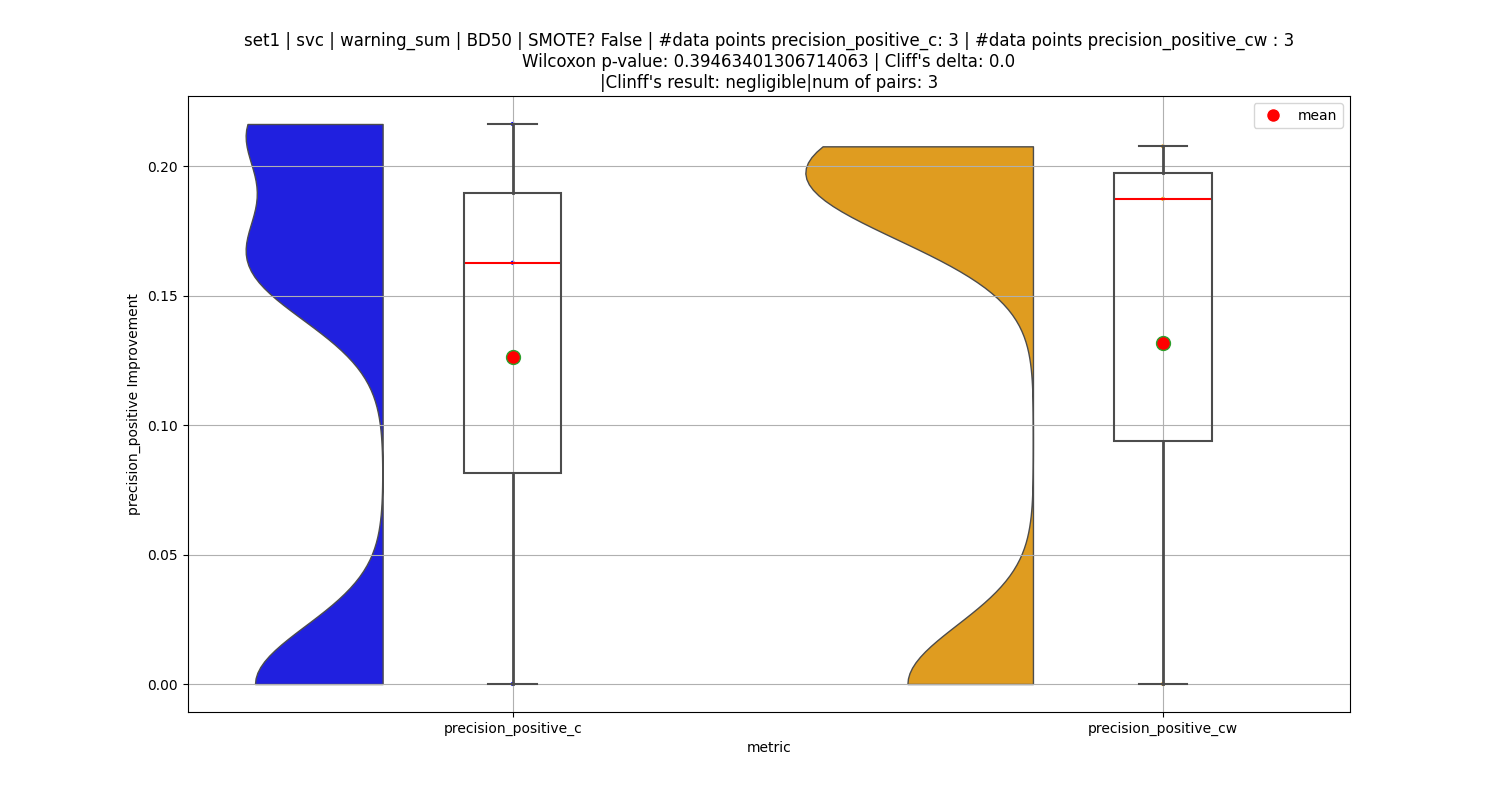 set1 | svc | warning_sum | BD50 | SMOTE? False | #data points precision_positive_c: 3 | #data points precision_positive_cw : 3
Wilcoxon p-value: 0.39463401306714063 | Cliff's delta: 0.0
|Clinff's result: negligible|num of pairs: 3
mean
0.20
0.15
0.10
0.05
0.00
precision_positive Improvement
precision_positive_c
precision_positive_cw
metric